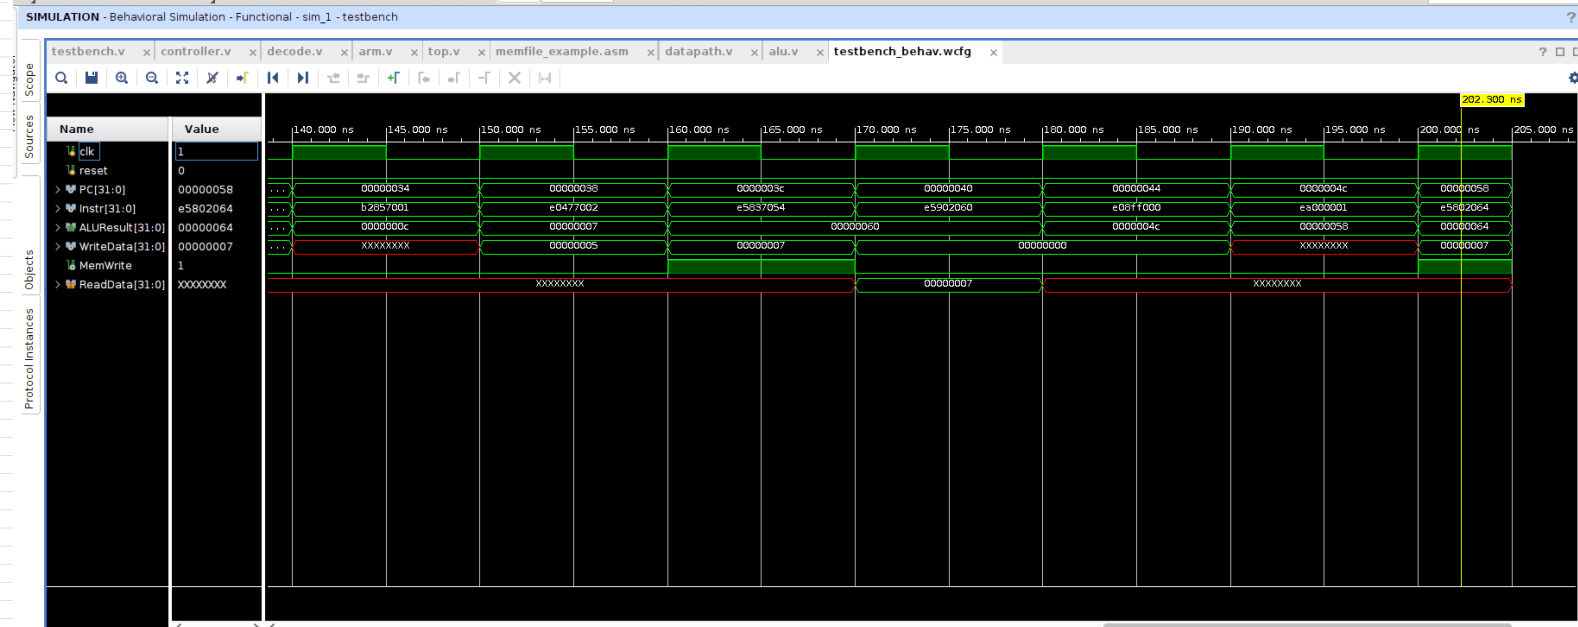 SIMULATION - Behavioral Simulation - Functional - sim_1 - testbench ?
testbench.v × controller.v × decode.v × arm.v × top.v × memfile_example.asm × datapath.v × alu.v × testbench_behav.wcfg × ?
Scope
Sources
Objects
Protocol Instances
202.300 ns
Name Value 140.000 ns 145.000 ns 150.000 ns 155.000 ns 160.000 ns 165.000 ns 170.000 ns 175.000 ns 180.000 ns 185.000 ns 190.000 ns 195.000 ns 200.000 ns 205.000 ns
clk 1
reset 0
> PC[31:0] 00000058 ... 00000034 00000038 0000003c 00000040 00000044 0000004c 00000058
> Instr[31:0] e5802064 ... b2857001 e0477002 e5837054 e5902060 e08ff000 ea000001 e5802064
> ALUResult[31:0] 00000064 ... 0000000c 00000007 00000060 0000004c 00000058 00000064
> WriteData[31:0] 00000007 ... XXXXXXXX 00000005 00000007 00000000 XXXXXXXX 00000007
MemWrite 1
> ReadData[31:0] XXXXXXXX XXXXXXXX 00000007 XXXXXXXX